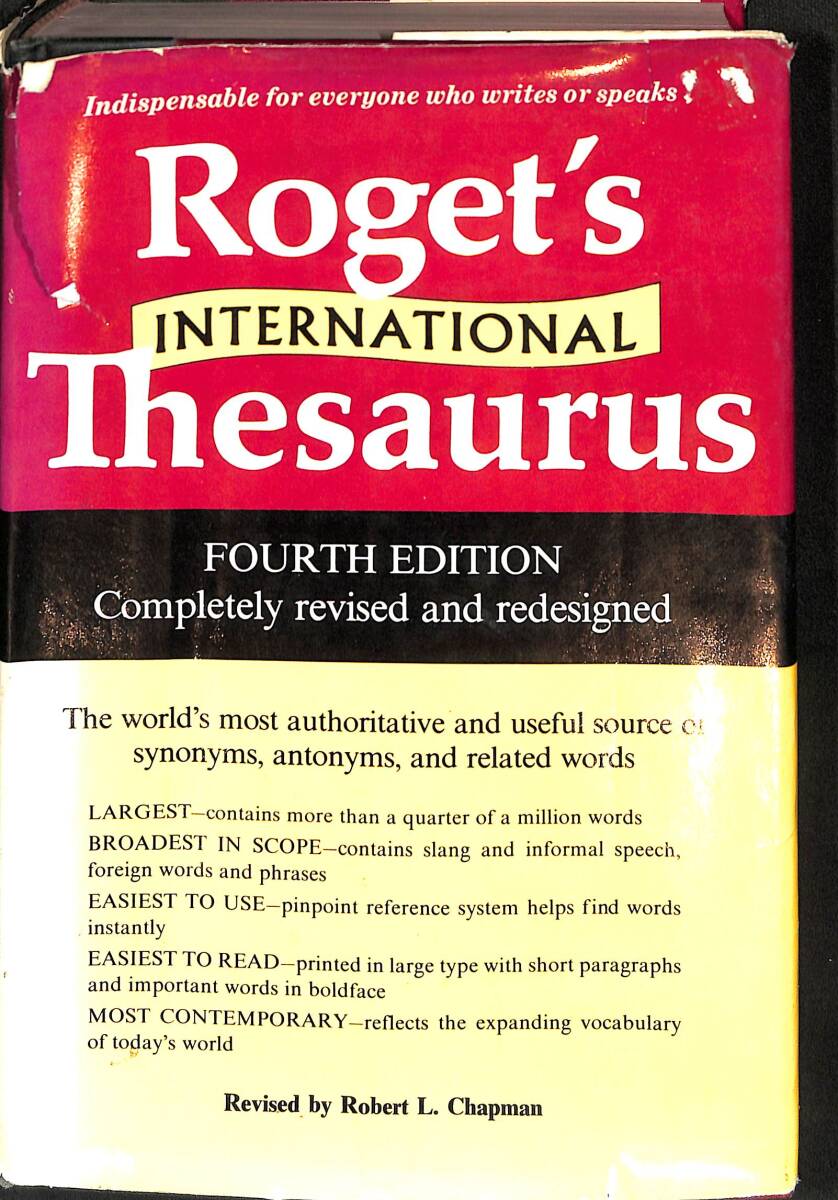 Indispensable for everyone who writes or speaks!
Roget's
INTERNATIONAL
Thesaurus
FOURTH EDITION
Completely revised and redesigned
The world's most authoritative and useful source of
synonyms, antonyms, and related words
LARGEST—contains more than a quarter of a million words
BROADEST IN SCOPE—contains slang and informal speech,
foreign words and phrases
EASIEST TO USE—pinpoint reference system helps find words
instantly
EASIEST TO READ—printed in large type with short paragraphs
and important words in boldface
MOST CONTEMPORARY—reflects the expanding vocabulary
of today's world
Revised by Robert L. Chapman